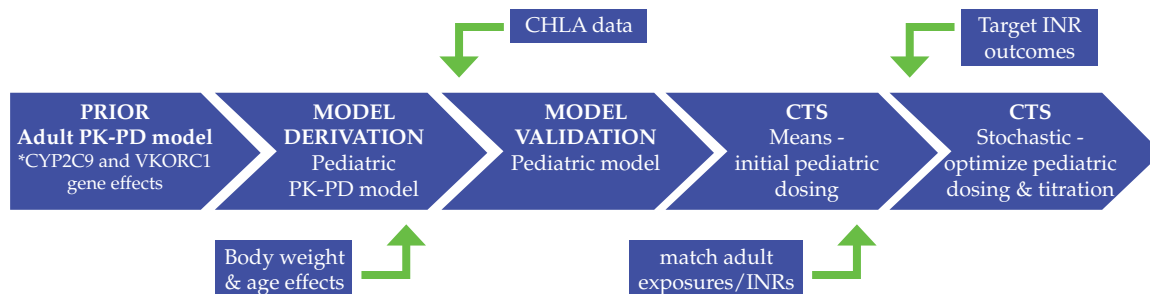 CHLA data
Target INR
outcomes
PRIOR
Adult PK-PD model
*CYP2C9 and VKORC1
gene effects
MODEL
DERIVATION
Pediatric
PK-PD model
MODEL
VALIDATION
Pediatric model
CTS
Means -
initial pediatric
dosing
CTS
Stochastic -
optimize pediatric
dosing & titration
Body weight
& age effects
match adult
exposures/INRs